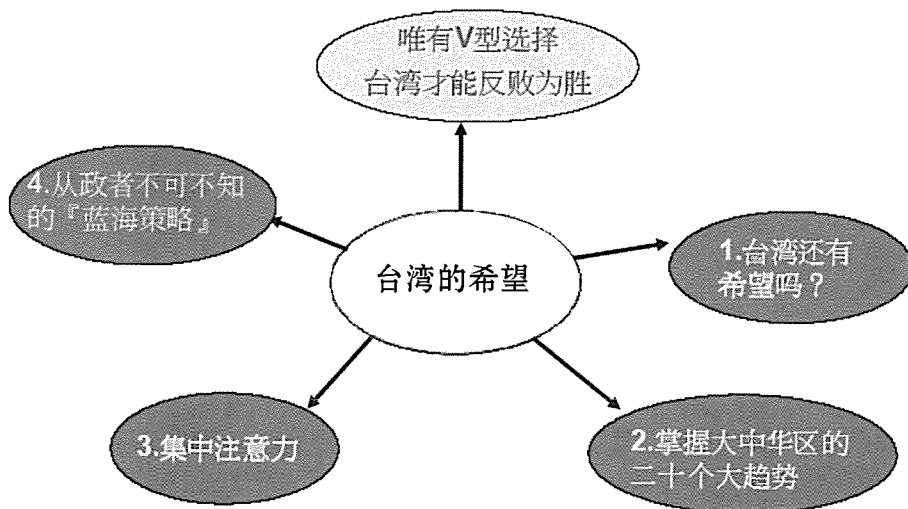 唯有V型选择
台湾才能反败为胜
4.从政者不可不知
的『蓝海策略』
台湾的希望
1.台湾还有
希望吗？
3.集中注意力
2.掌握大中华区的
二十个大趋势